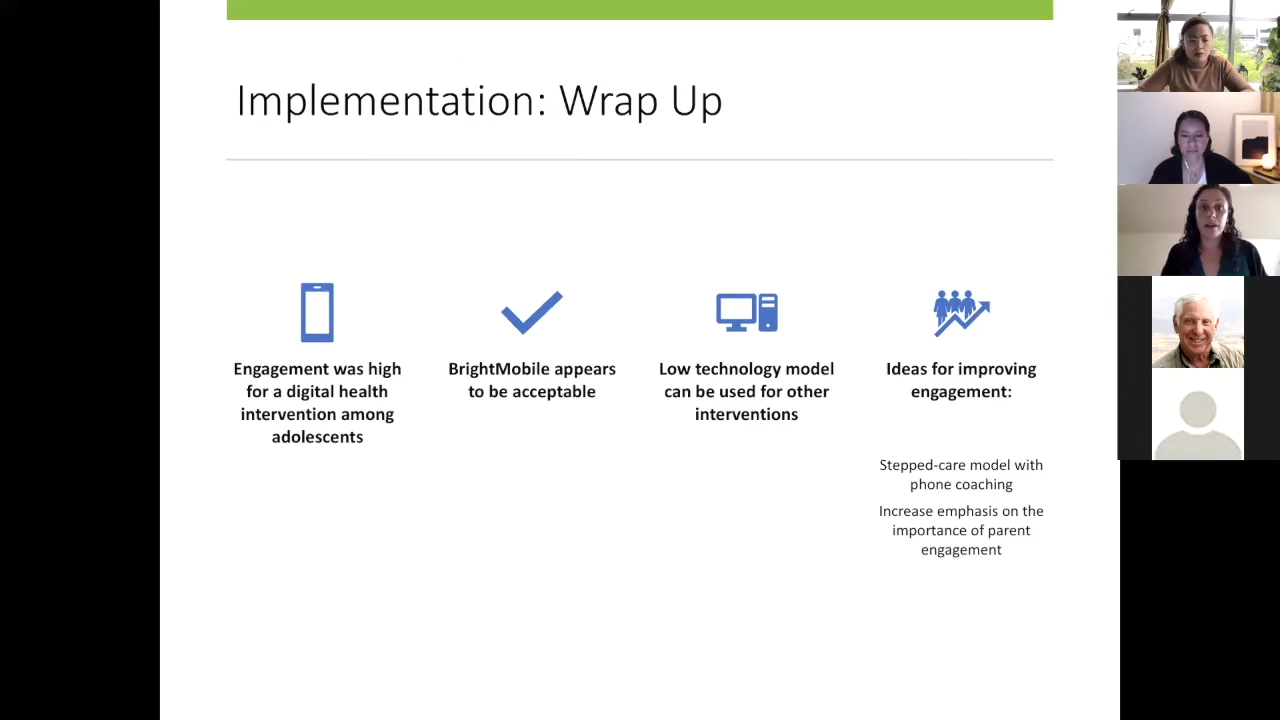 Implementation: Wrap Up
Engagement was high
for a digital health
intervention among
adolescents
BrightMobile appears
to be acceptable
Low technology model
can be used for other
interventions
Ideas for improving
engagement:
Stepped-care model with
phone coaching
Increase emphasis on the
importance of parent
engagement